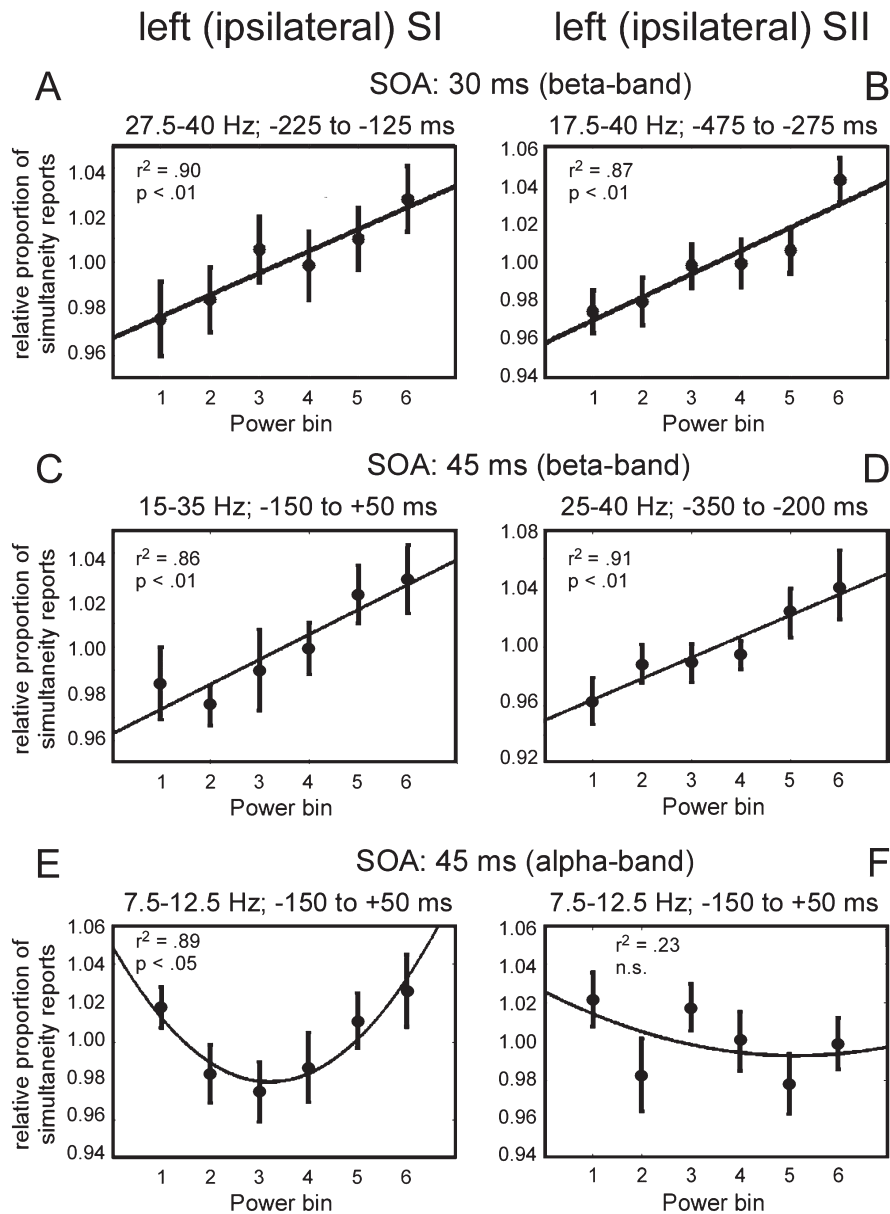 left (ipsilateral) SI
left (ipsilateral) SII
A
SOA: 30 ms (beta-band)
B
27.5-40 Hz; -225 to -125 ms
17.5-40 Hz; -475 to -275 ms
relative proportion of
simultaneity reports
1.04
1.02
1.00
0.98
0.96
r² = .90
p < .01
1 2 3 4 5 6
Power bin
1.06
1.04
1.02
1.00
0.98
0.96
0.94
r² = .87
p < .01
1 2 3 4 5 6
Power bin
C
SOA: 45 ms (beta-band)
D
15-35 Hz; -150 to +50 ms
25-40 Hz; -350 to -200 ms
relative proportion of
simultaneity reports
1.04
1.02
1.00
0.98
0.96
r² = .86
p < .01
1 2 3 4 5 6
Power bin
1.08
1.04
1.00
0.96
0.92
r² = .91
p < .01
1 2 3 4 5 6
Power bin
E
SOA: 45 ms (alpha-band)
F
7.5-12.5 Hz; -150 to +50 ms
7.5-12.5 Hz; -150 to +50 ms
relative proportion of
simultaneity reports
1.06
1.04
1.02
1.00
0.98
0.96
0.94
r² = .89
p < .05
1 2 3 4 5 6
Power bin
1.06
1.04
1.02
1.00
0.98
0.96
0.94
r² = .23
n.s.
1 2 3 4 5 6
Power bin